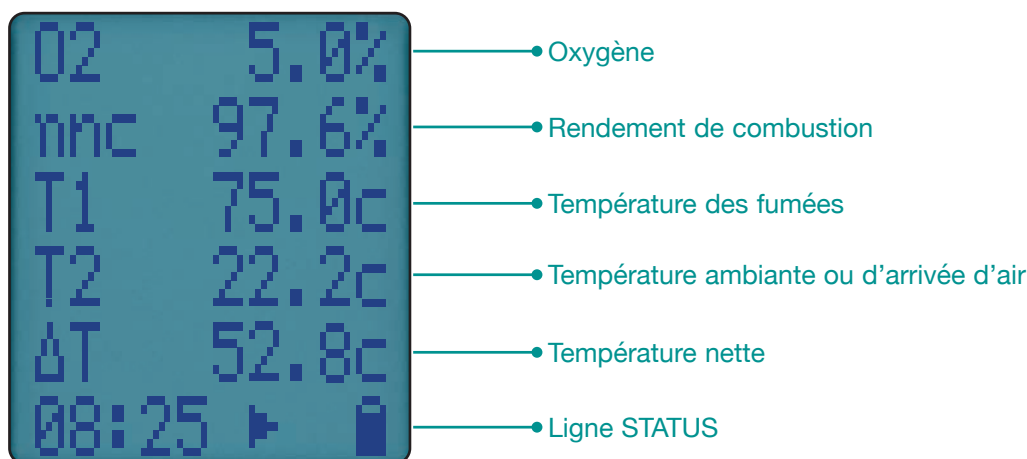 O2 5.0% Oxygène
nnc 97.6% Rendement de combustion
T1 75.0c Température des fumées
T2 22.2c Température ambiante ou d’arrivée d’air
ΔT 52.8c Température nette
08:25 Ligne STATUS